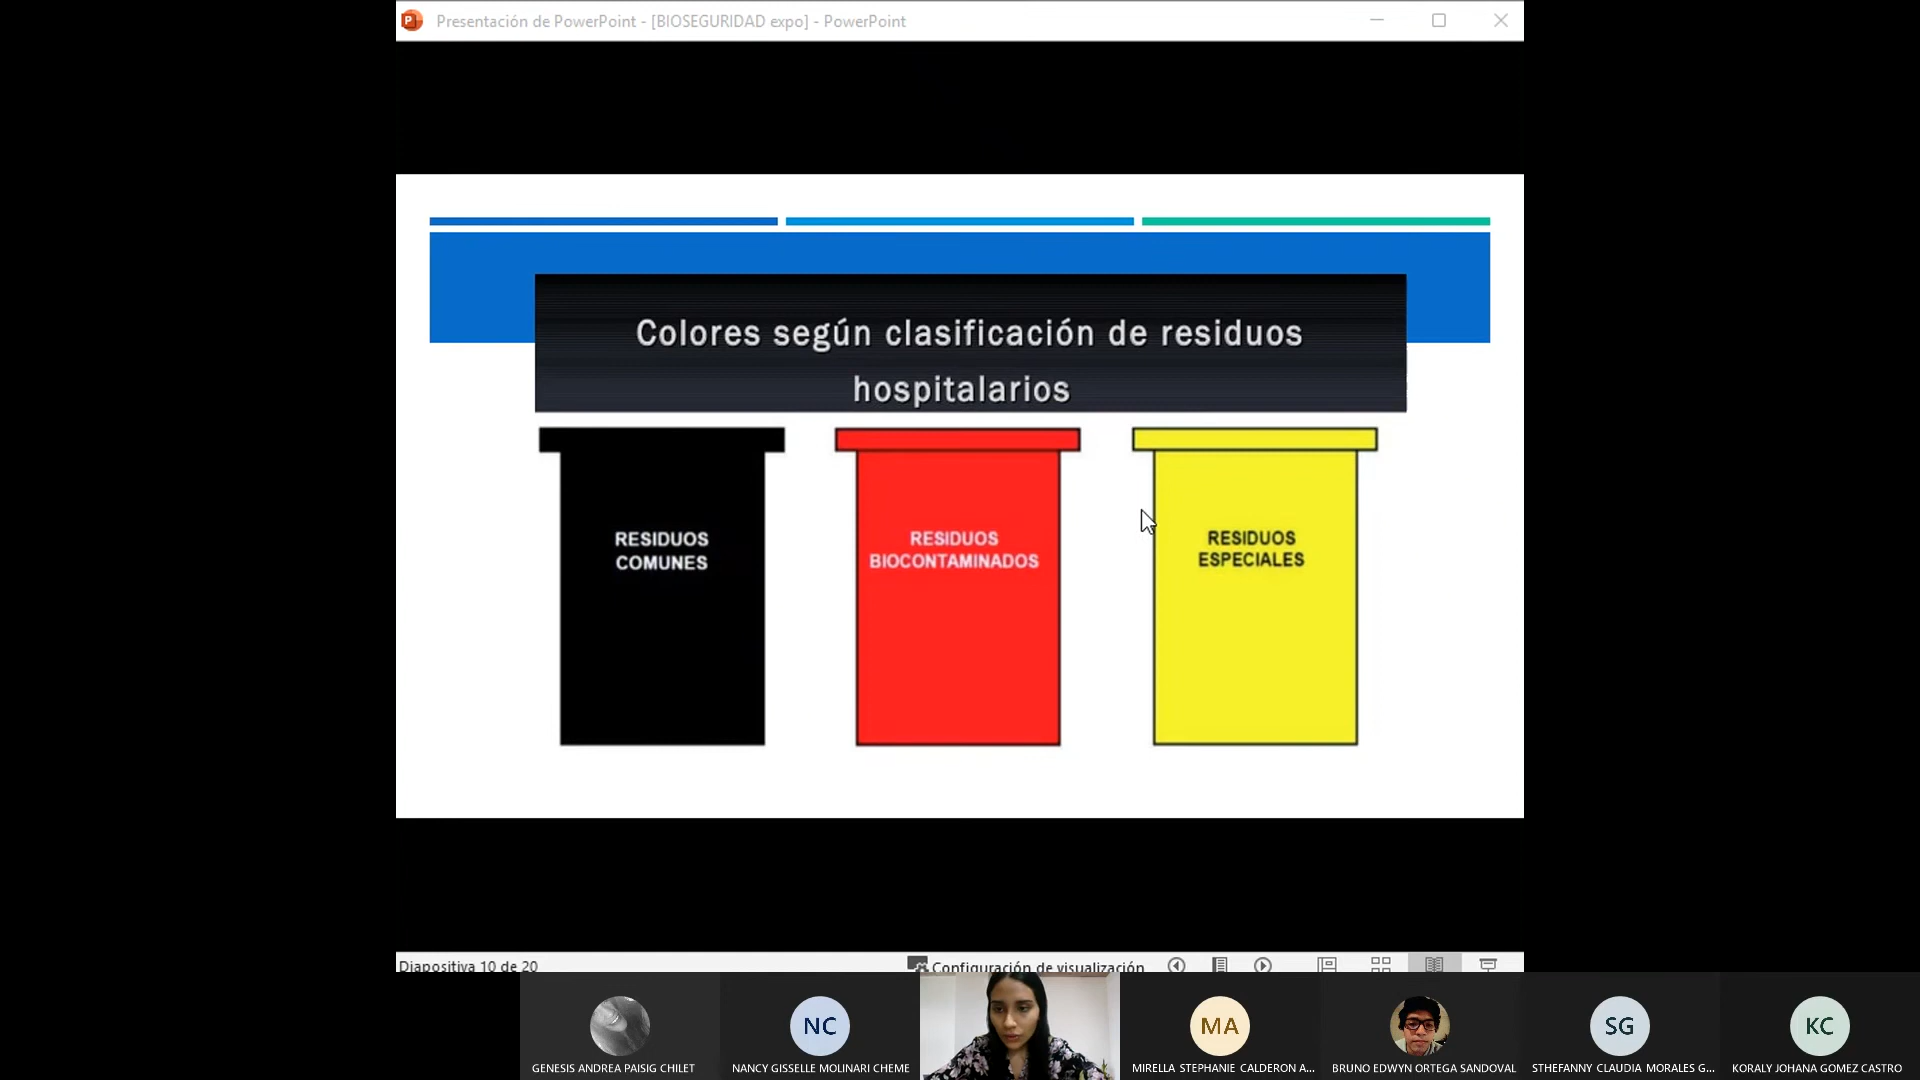 Presentación de PowerPoint - [BIOSEGURIDAD expo] - PowerPoint
Colores según clasificación de residuos
hospitalarios
RESIDUOS
COMUNES
RESIDUOS
BIOCONTAMINADOS
RESIDUOS
ESPECIALES
Diapositiva 10 de 20
Configuración de visualización
NC
MA
SG
KC
GENESIS ANDREA PAISIG CHILET
NANCY GISSELLE MOLINARI CHEME
MIRELLA STEPHANIE CALDERON A...
BRUNO EDWYN ORTEGA SANDOVAL
STHEFANNY CLAUDIA MORALES G...
KORALY JOHANA GOMEZ CASTRO